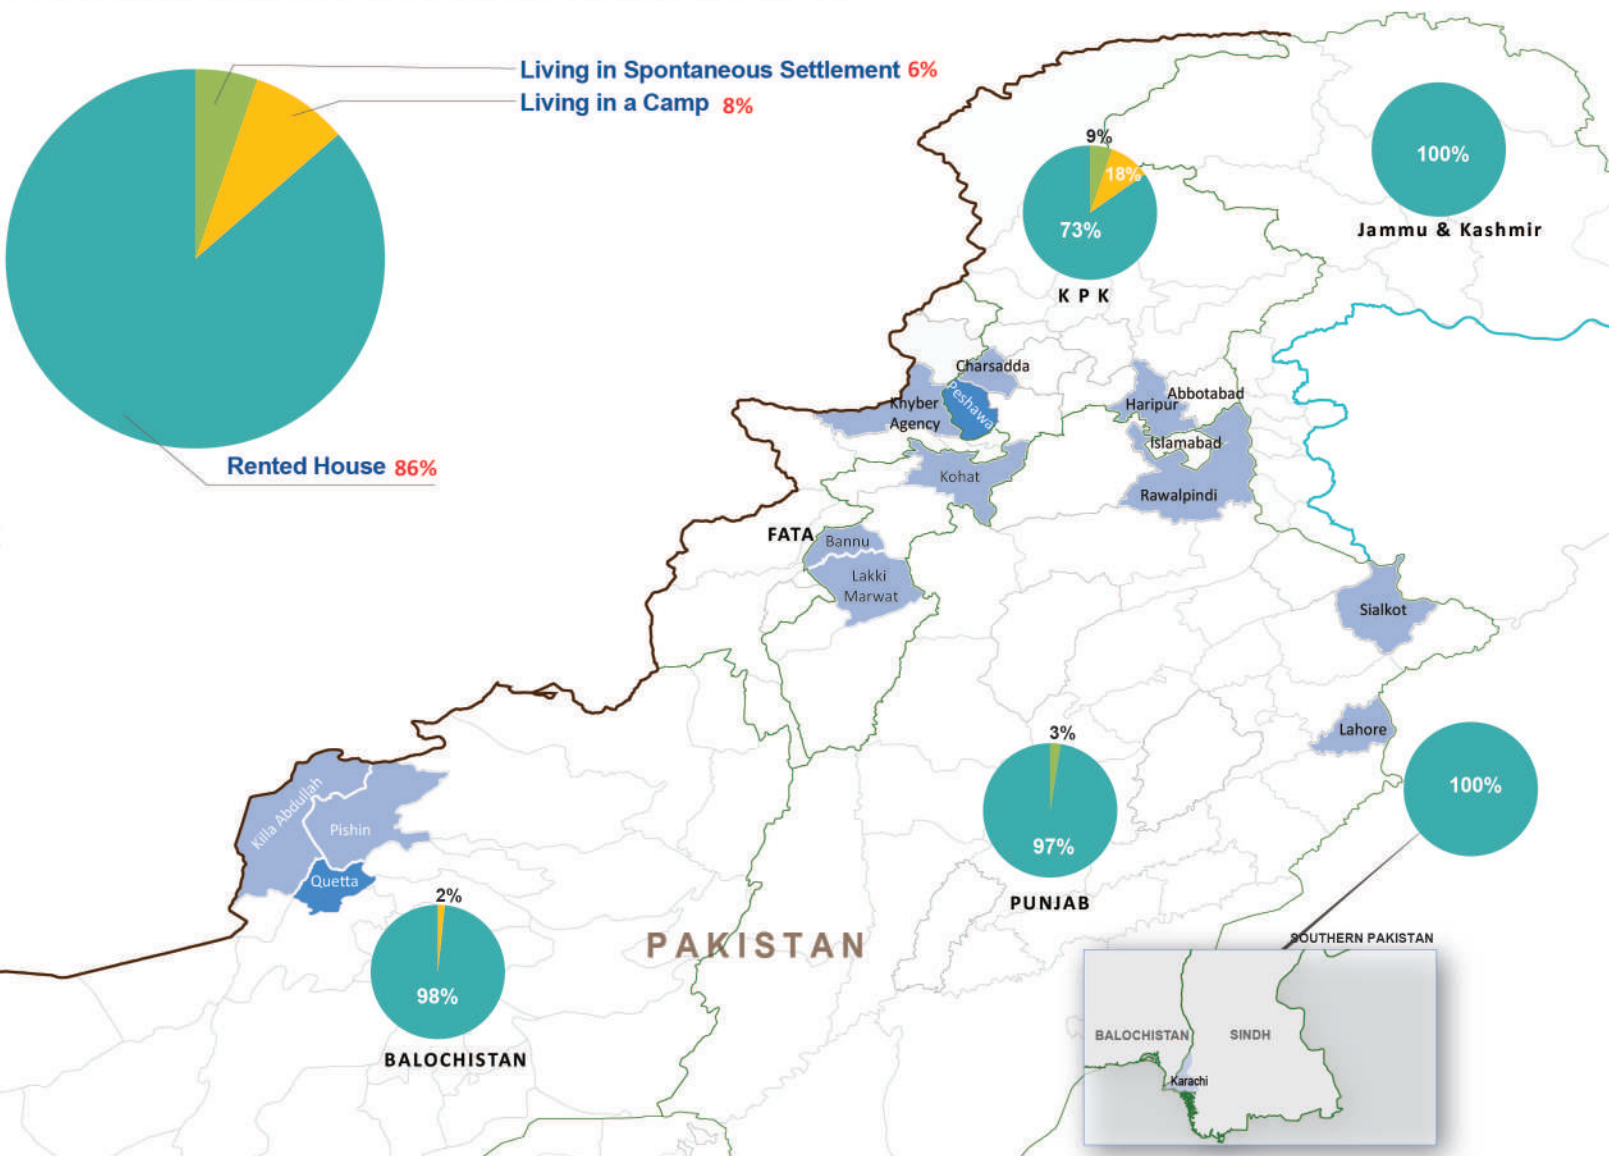 Living in Spontaneous Settlement 6%
Living in a Camp 8%
Rented House 86%
9%
18%
73%
K P K
100%
Jammu & Kashmir
Charsadda
Peshawa
Khyber
Agency
Haripur
Abbotabad
Islamabad
Rawalpindi
Kohat
FATA
Bannu
Lakki
Marwat
Sialkot
Lahore
3%
97%
PUNJAB
100%
Killa Abdullah
Pishin
Quetta
2%
98%
BALOCHISTAN
PAKISTAN
SOUTHERN PAKISTAN
BALOCHISTAN
SINDH
Karachi